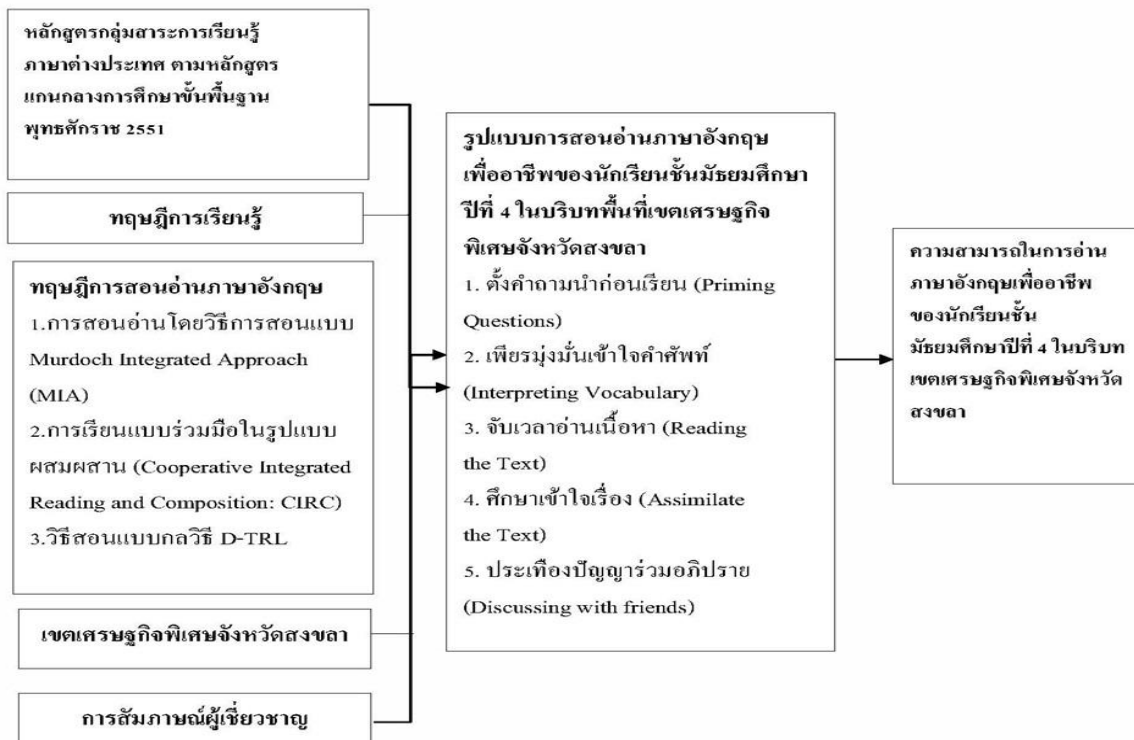 หลักสูตรกลุ่มสาระการเรียนรู้
ภาษาต่างประเทศ ตามหลักสูตร
แกนกลางการศึกษาขั้นพื้นฐาน
พุทธศักราช 2551
ทฤษฎีการเรียนรู้
ทฤษฎีการสอนอ่านภาษาอังกฤษ
1.การสอนอ่านโดยวิธีการสอนแบบ
Murdoch Integrated Approach
(MIA)
2.การเรียนแบบร่วมมือในรูปแบบ
ผสมผสาน (Cooperative Integrated
Reading and Composition: CIRC)
3.วิธีสอนแบบกลวิธี D-TRL
เขตเศรษฐกิจพิเศษจังหวัดสงขลา
การสัมภาษณ์ผู้เชี่ยวชาญ
รูปแบบการสอนอ่านภาษาอังกฤษ
เพื่ออาชีพของนักเรียนชั้นมัธยมศึกษา
ปีที่ 4 ในบริบทพื้นที่เขตเศรษฐกิจ
พิเศษจังหวัดสงขลา
1. ตั้งคำถามนำก่อนเรียน (Priming
Questions)
2. เพียรมุ่งมั่นเข้าใจคำศัพท์
(Interpreting Vocabulary)
3. จับเวลาอ่านเนื้อหา (Reading
the Text)
4. ศึกษาเข้าใจเรื่อง (Assimilate
the Text)
5. ประเทืองปัญญาร่วมอภิปราย
(Discussing with friends)
ความสามารถในการอ่าน
ภาษาอังกฤษเพื่ออาชีพ
ของนักเรียนชั้น
มัธยมศึกษาปีที่ 4 ในบริบท
เขตเศรษฐกิจพิเศษจังหวัด
สงขลา